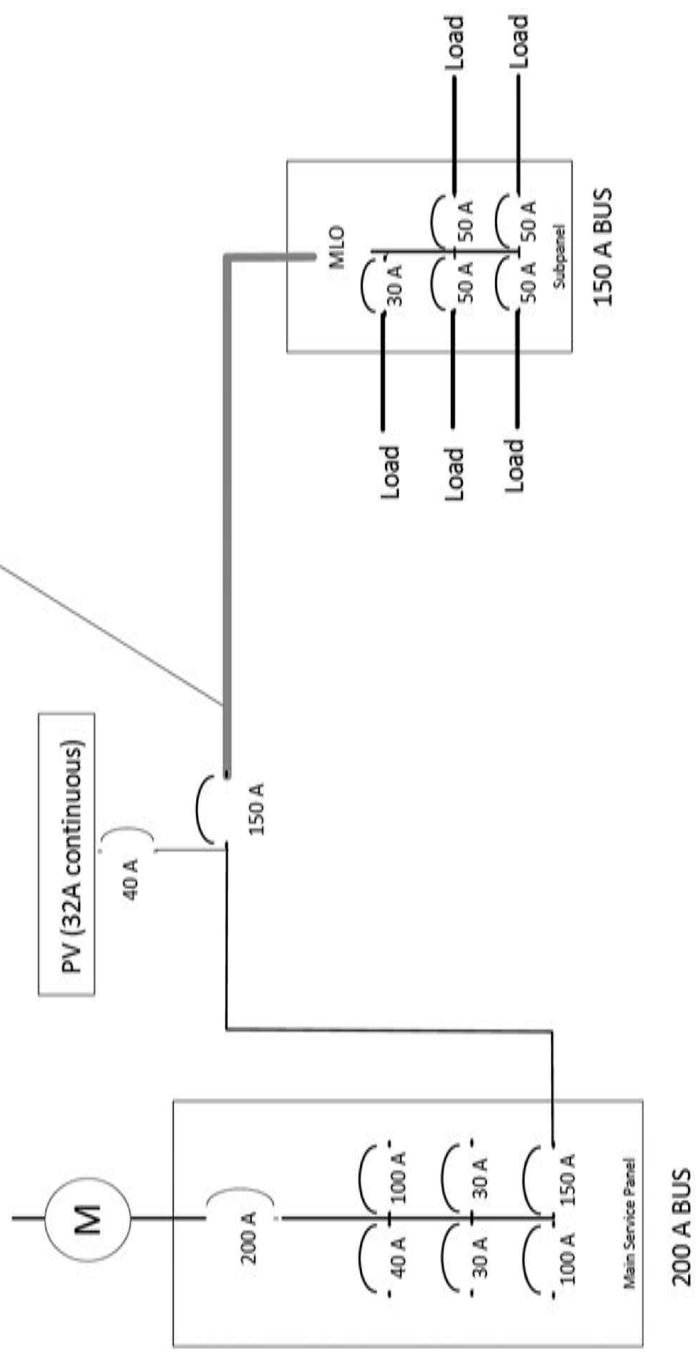 M
200 A
40 A
100 A
30 A
30 A
100 A
150 A
Main Service Panel
200 A BUS
PV (32A continuous)
40 A
150 A
MLO
30 A
Load
50 A
50 A
Load
Load
50 A
50 A
Load
Load
Subpanel
150 A BUS